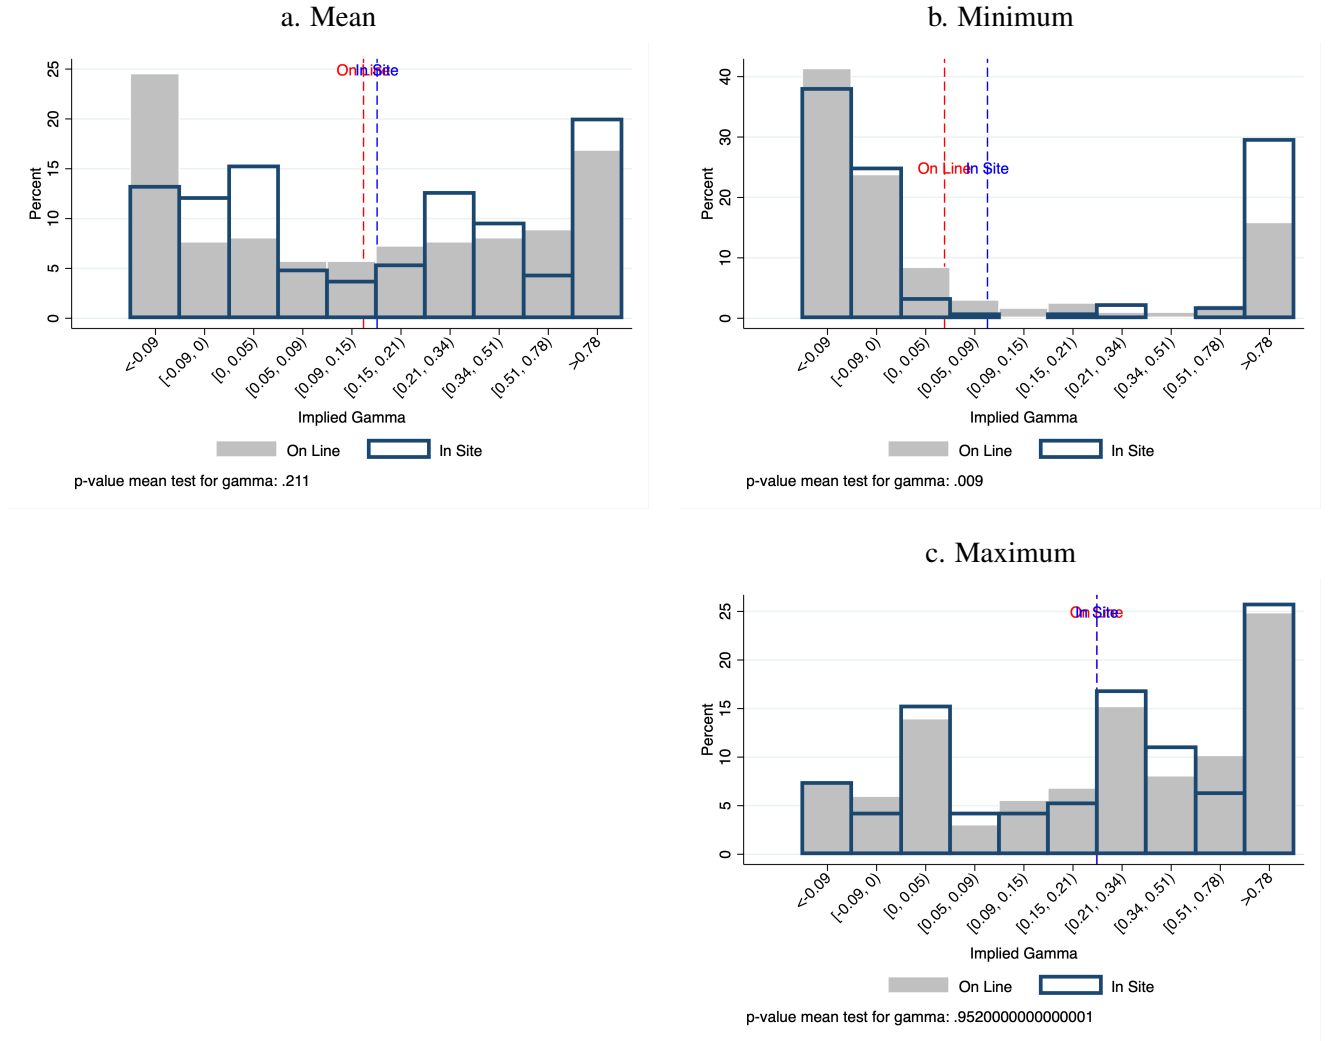 a. Mean
On Line
In Site
Percent
0
5
10
15
20
25
<-0.09
[-0.09, 0)
[0, 0.05)
[0.05, 0.09)
[0.09, 0.15)
[0.15, 0.21)
[0.21, 0.34)
[0.34, 0.51)
[0.51, 0.78)
>0.78
Implied Gamma
On Line In Site
p-value mean test for gamma: .211
b. Minimum
On Line
In Site
Percent
0
10
20
30
40
<-0.09
[-0.09, 0)
[0, 0.05)
[0.05, 0.09)
[0.09, 0.15)
[0.15, 0.21)
[0.21, 0.34)
[0.34, 0.51)
[0.51, 0.78)
>0.78
Implied Gamma
On Line In Site
p-value mean test for gamma: .009
c. Maximum
On Line
In Site
Percent
0
5
10
15
20
25
<-0.09
[-0.09, 0)
[0, 0.05)
[0.05, 0.09)
[0.09, 0.15)
[0.15, 0.21)
[0.21, 0.34)
[0.34, 0.51)
[0.51, 0.78)
>0.78
Implied Gamma
On Line In Site
p-value mean test for gamma: .9520000000000001